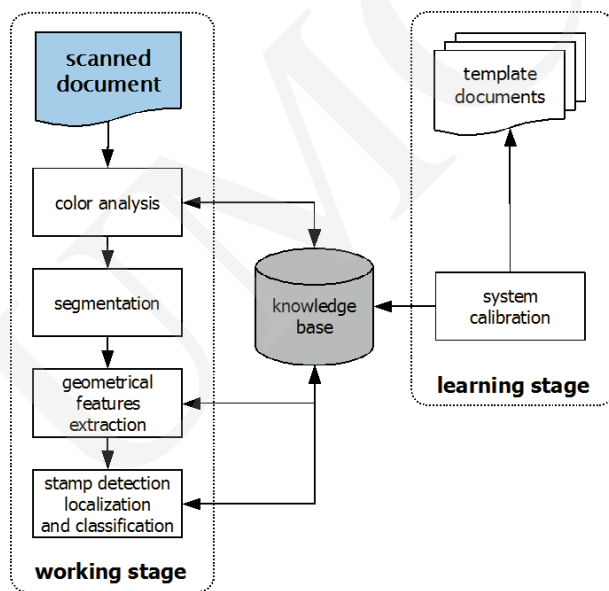 scanned
document
color analysis
segmentation
geometrical
features
extraction
stamp detection
localization
and classification
working stage
knowledge
base
template
documents
system
calibration
learning stage
UMC